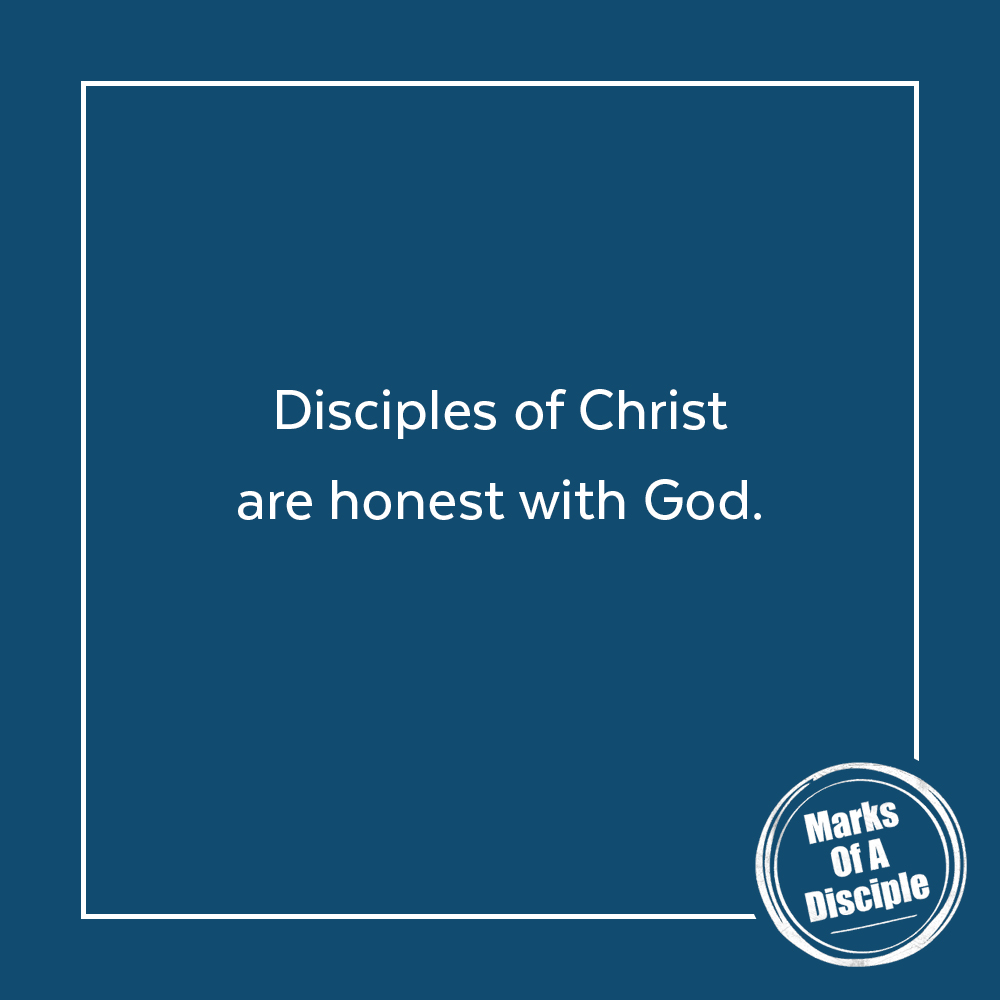 Disciples of Christ
are honest with God.
Marks
Of A
Disciple